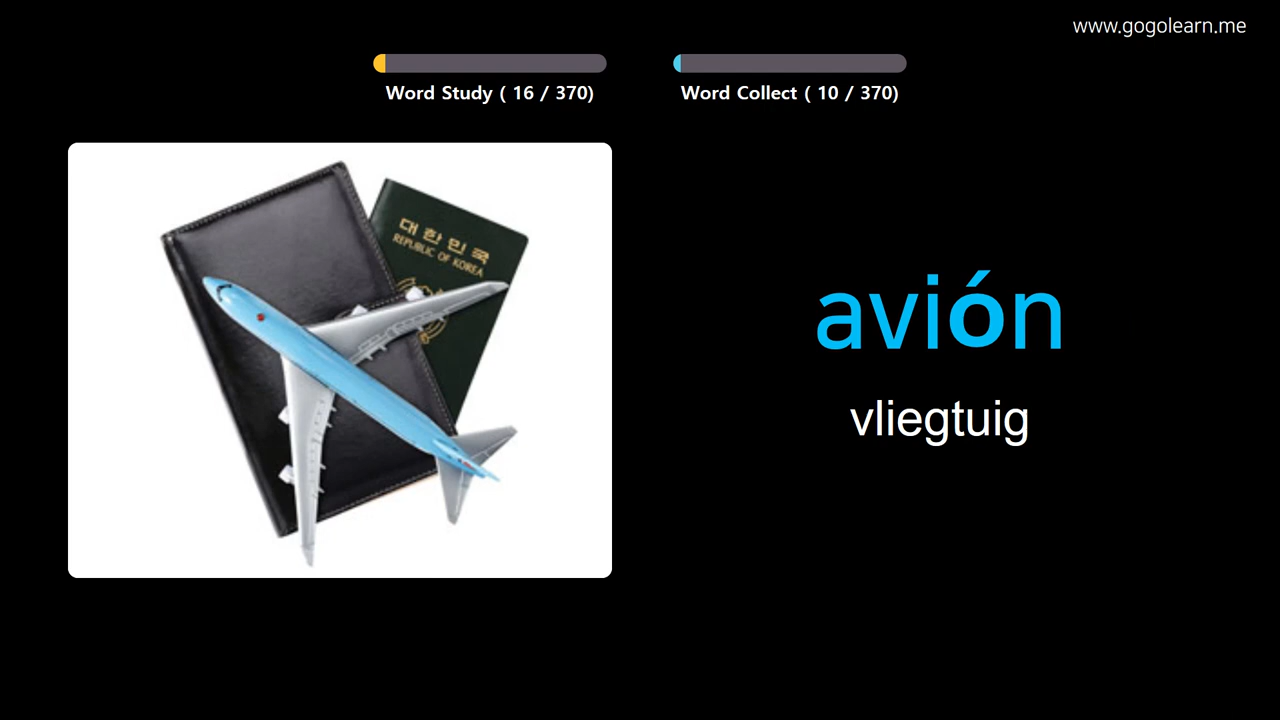 www.gogolearn.me
Word Study ( 16 / 370)
Word Collect ( 10 / 370)
대한민국
REPUBLIC OF KOREA
avión
vliegtuig